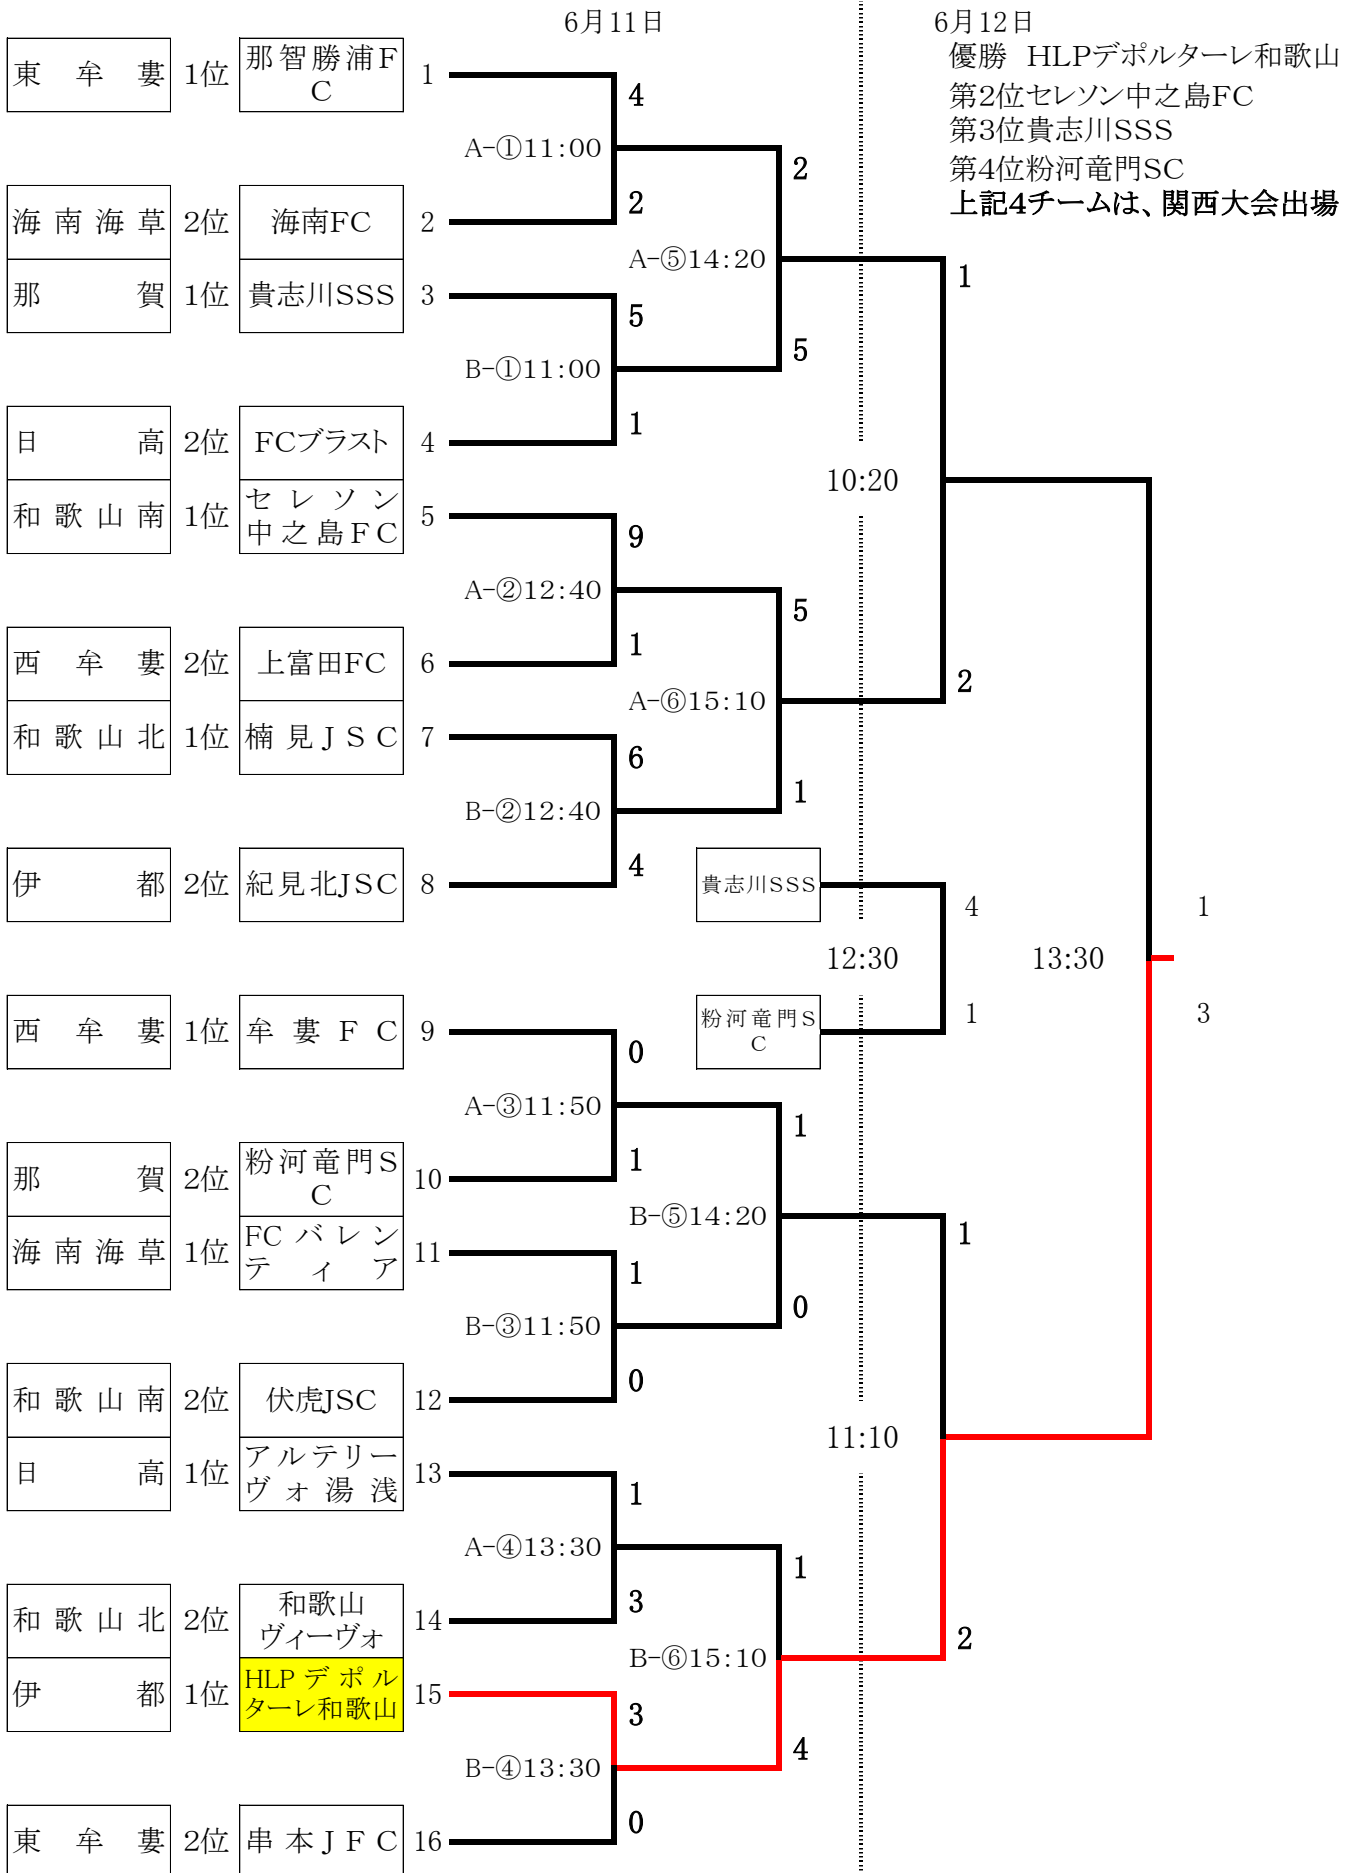 6月11日
6月12日
優勝 HLPデポルターレ和歌山
第2位セレソン中之島FC
第3位貴志川SSS
第4位粉河竜門SC
上記4チームは、関西大会出場
東牟婁 1位 那智勝浦F
C
1
4
A-①11:00
2
2
海南海草 2位 海南FC 2
A-⑤14:20
1
那賀 1位 貴志川SSS 3
5
5
B-①11:00
1
日高 2位 FCブラスト 4
10:20
和歌山南 1位 セレソン
中之島FC
5
9
A-②12:40
5
1
西牟婁 2位 上富田FC 6
2
A-⑥15:10
和歌山北 1位 楠見JSC 7
6
1
B-②12:40
4
伊都 2位 紀見北JSC 8
貴志川SSS
4
1
12:30
13:30
1
3
粉河竜門S
C
西牟婁 1位 牟婁FC 9
0
A-③11:50
1
1
那賀 2位 粉河竜門S
C
10
B-⑤14:20
1
海南海草 1位 FCバレン
ティア
11
1
0
B-③11:50
0
和歌山南 2位 伏虎JSC 12
11:10
日高 1位 アルテリー
ヴォ湯浅
13
1
A-④13:30
1
3
和歌山北 2位 和歌山
ヴィーヴォ
14
2
B-⑥15:10
伊都 1位 HLPデポル
ターレ和歌山
15
3
4
B-④13:30
0
東牟婁 2位 串本JFC 16